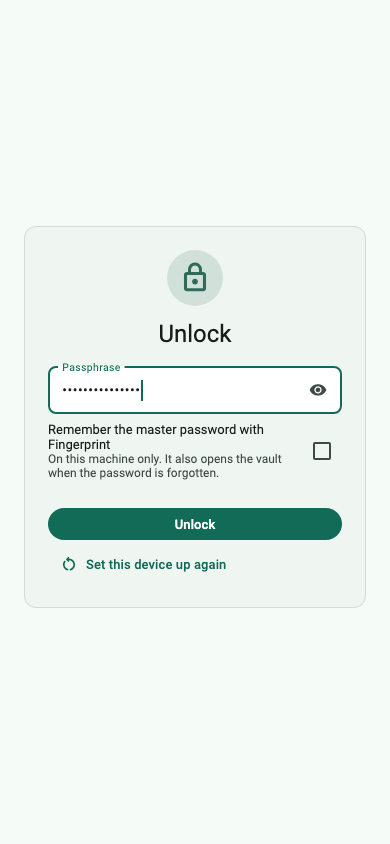 Unlock
Passphrase
•••••••••••••••
Remember the master password with
Fingerprint
On this machine only. It also opens the vault
when the password is forgotten.
Unlock
Set this device up again